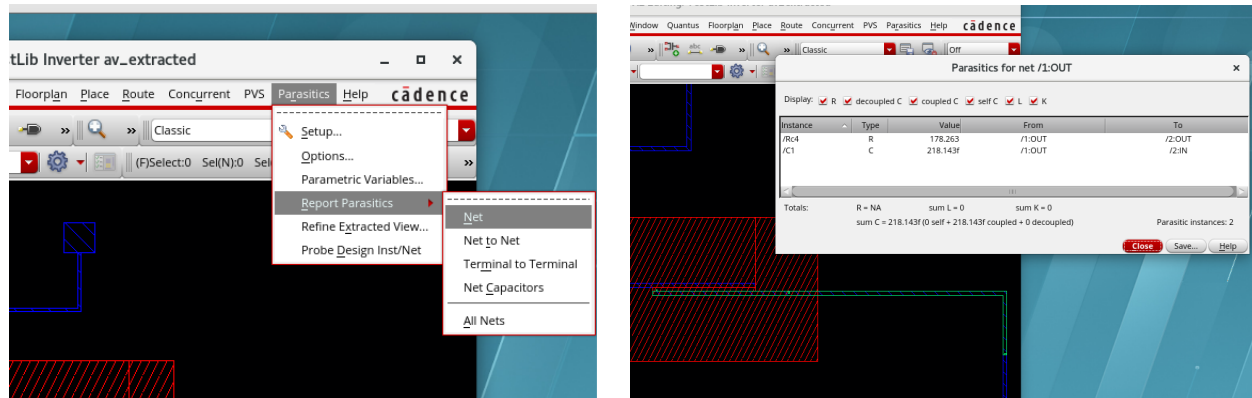 tLib Inverter av_extracted
Floorplan Place Route Concurrent PVS Parasitics Help cādence
» » Classic
(F)Select:0 Sel(N):0 Sel »
Setup...
Options...
Parametric Variables...
Report Parasitics
Refine Extracted View...
Probe Design Inst/Net
Net
Net to Net
Terminal to Terminal
Net Capacitors
All Nets
Window Quantus Floorplan Place Route Concurrent PVS Parasitics Help cādence
» abc » » Classic Off
Parasitics for net /1:OUT
Display: R decoupled C coupled C self C L K
Instance Type Value From To
/Rc4 R 178.263 /1:OUT /2:OUT
/C1 C 218.143f /1:OUT /2:IN
Totals: R = NA sum L = 0 sum K = 0
sum C = 218.143f (0 self + 218.143f coupled + 0 decoupled) Parasitic instances: 2
Close Save... Help